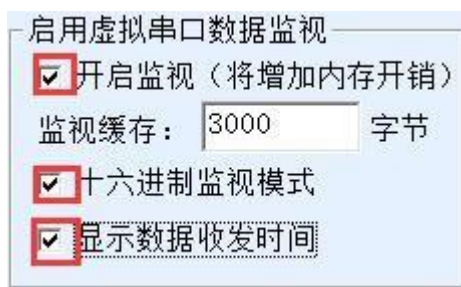 启用虚拟串口数据监视
开启监视（将增加内存开销）
监视缓存： 3000 字节
十六进制监视模式
显示数据收发时间